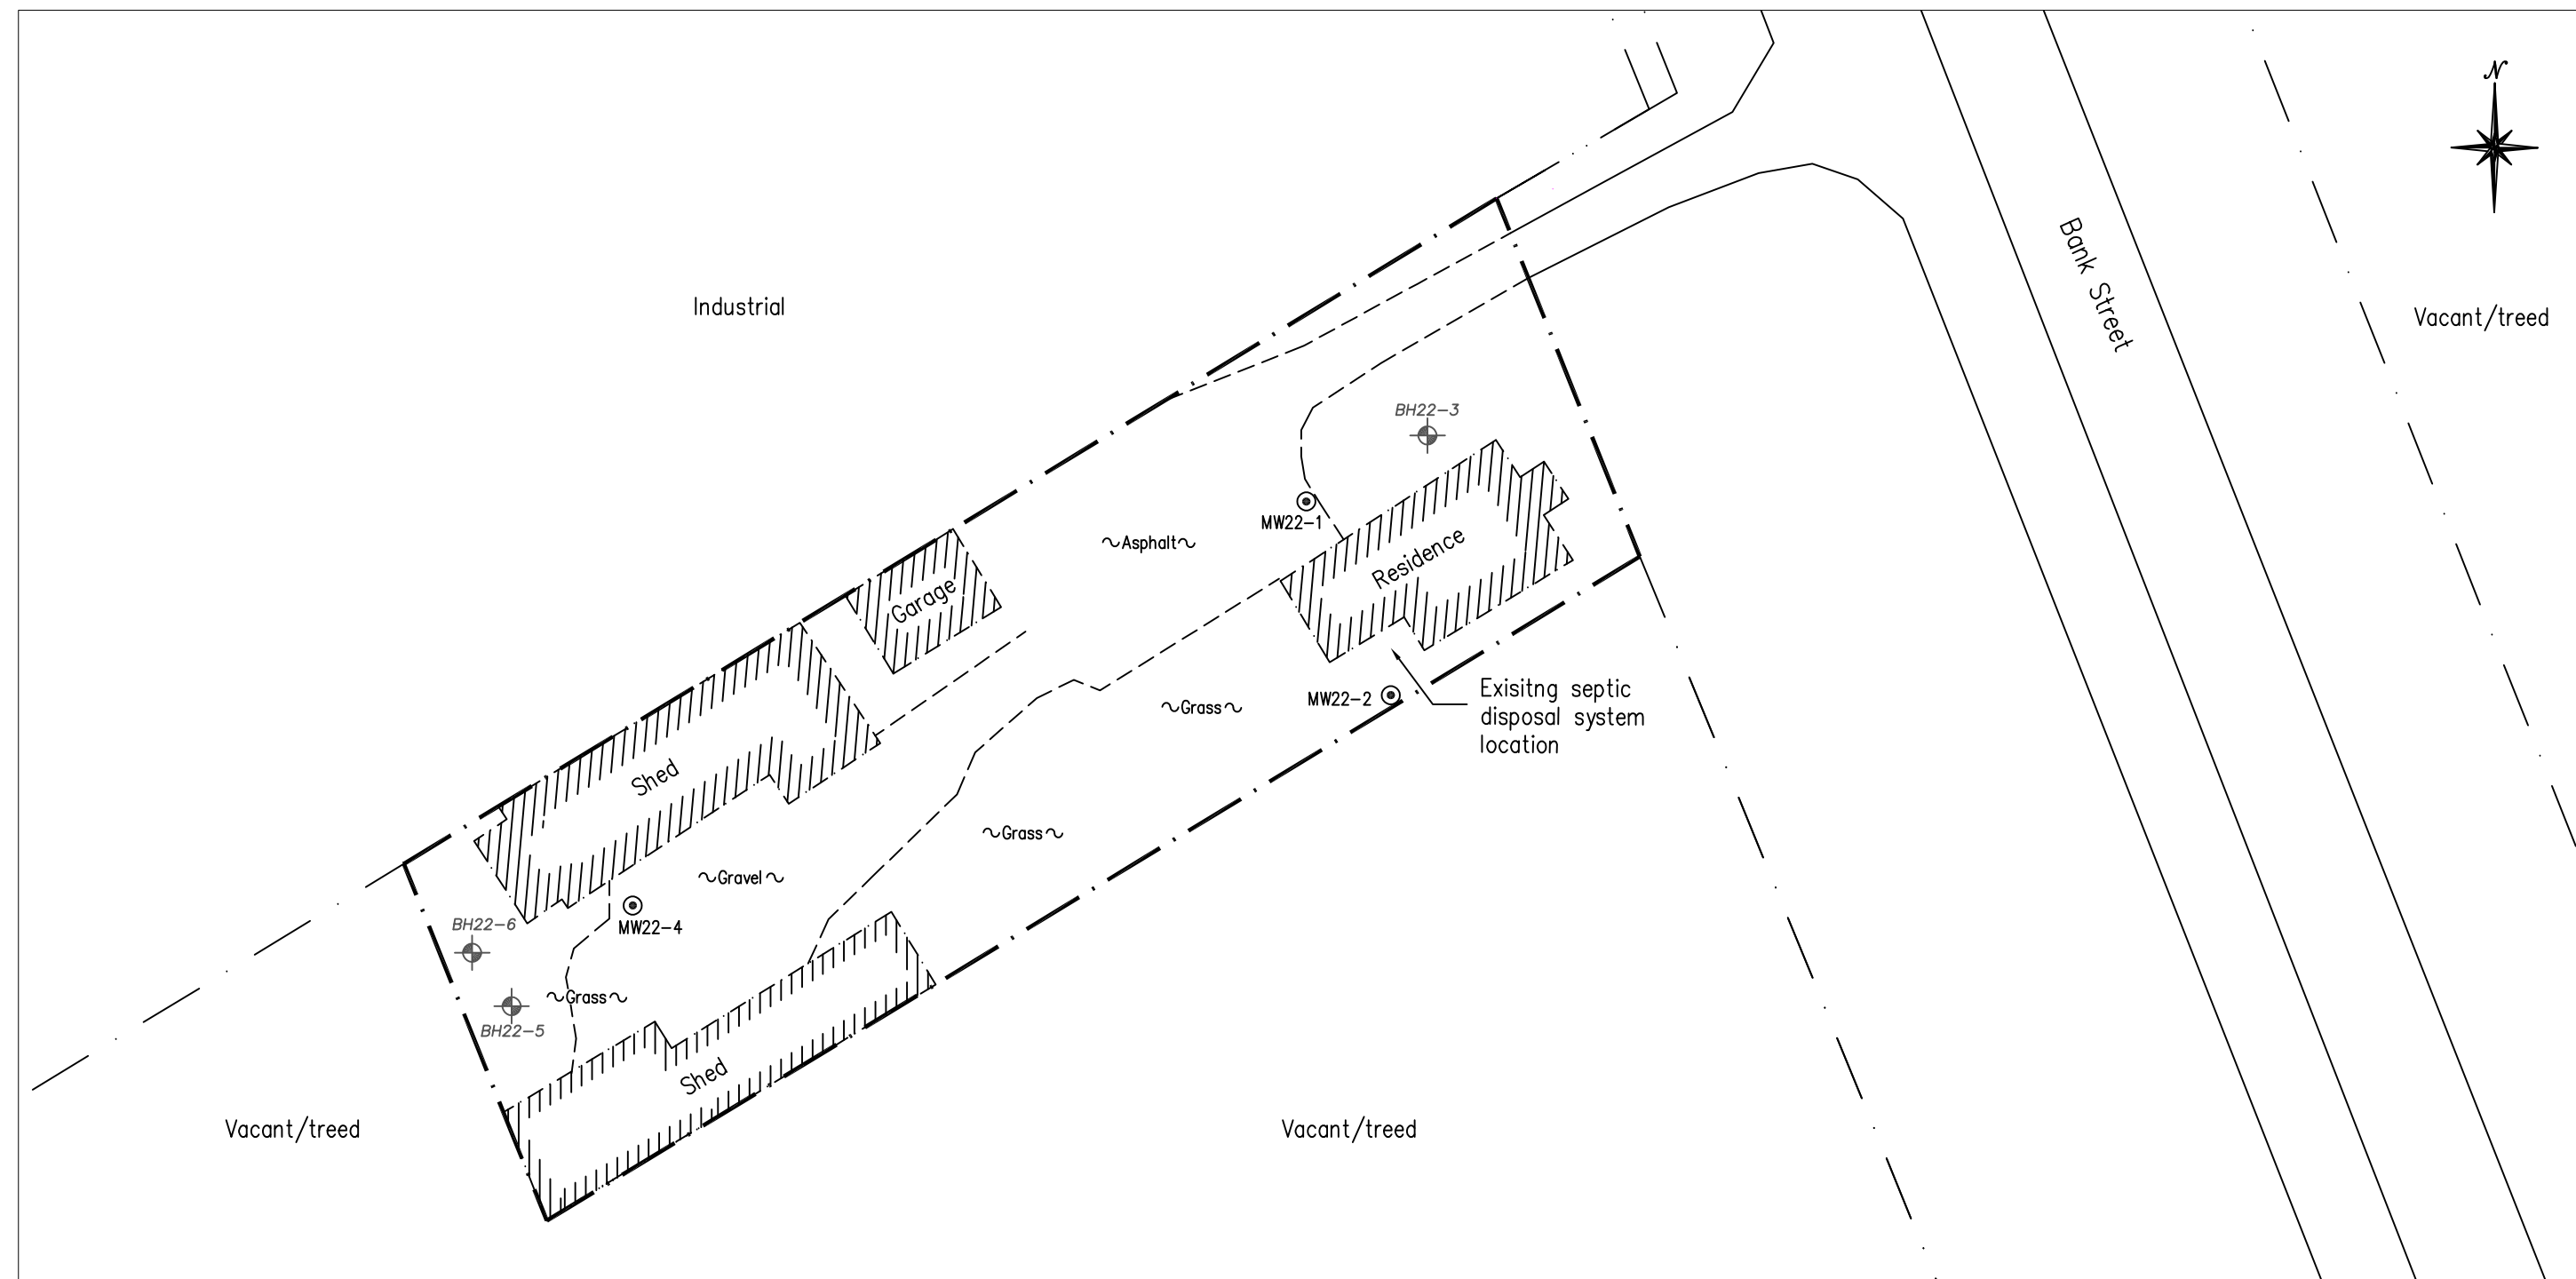 N
Bank Street
Industrial
Vacant/treed
BH22-3
MW22-1
~Asphalt~
Residence
Garage
MW22-2
Exisitng septic
disposal system
location
~Grass~
Shed
~Grass~
~Gravel~
BH22-6
MW22-4
~Grass~
BH22-5
Shed
Vacant/treed
Vacant/treed